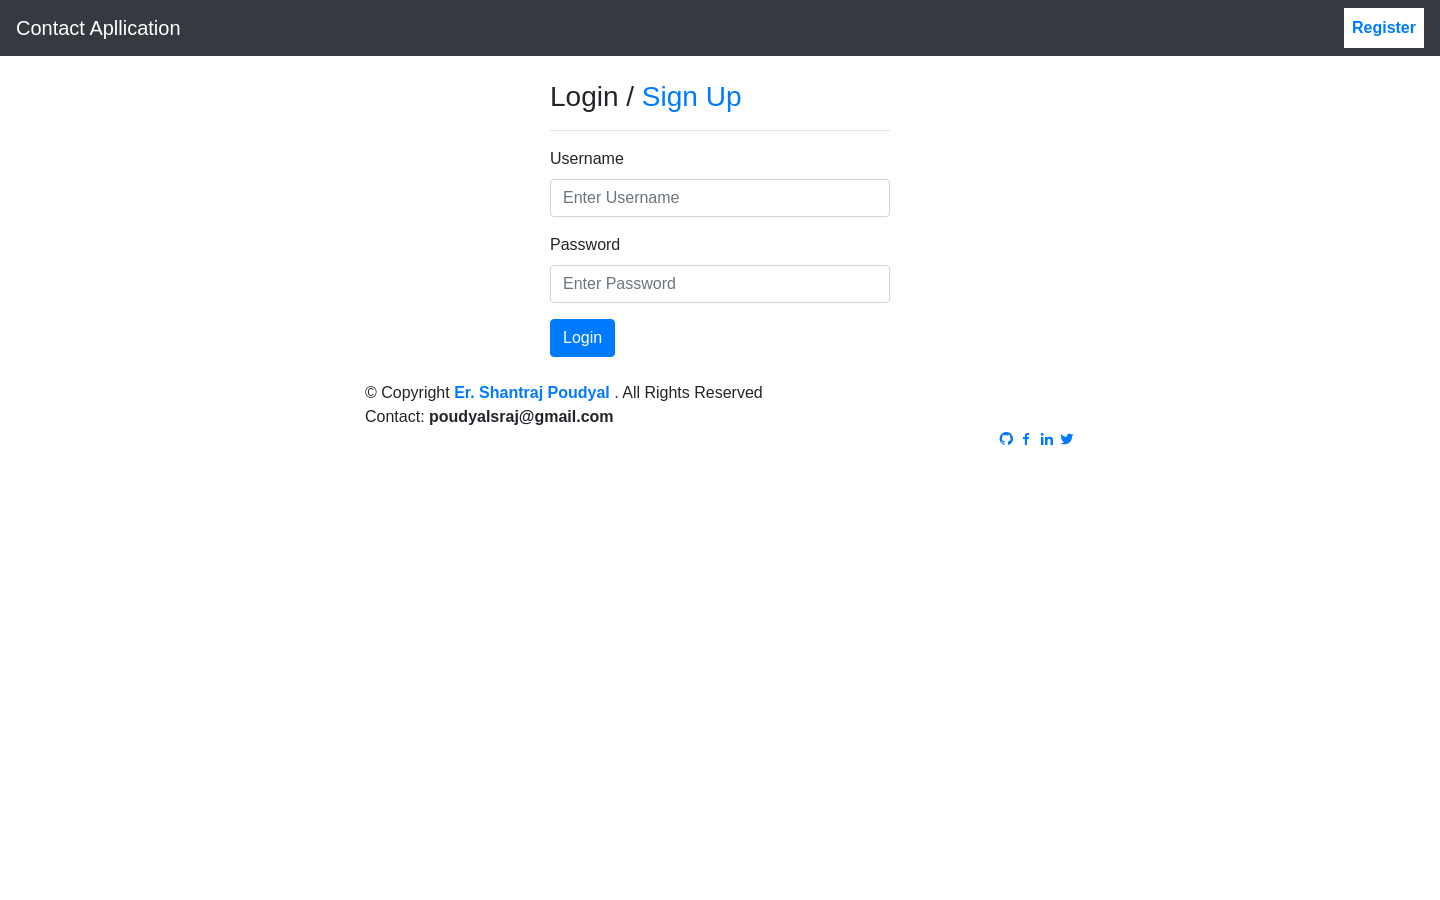 Contact Apllication
Register
Login / Sign Up
Username
Enter Username
Password
Enter Password
Login
© Copyright Er. Shantraj Poudyal . All Rights Reserved
Contact: poudyalsraj@gmail.com